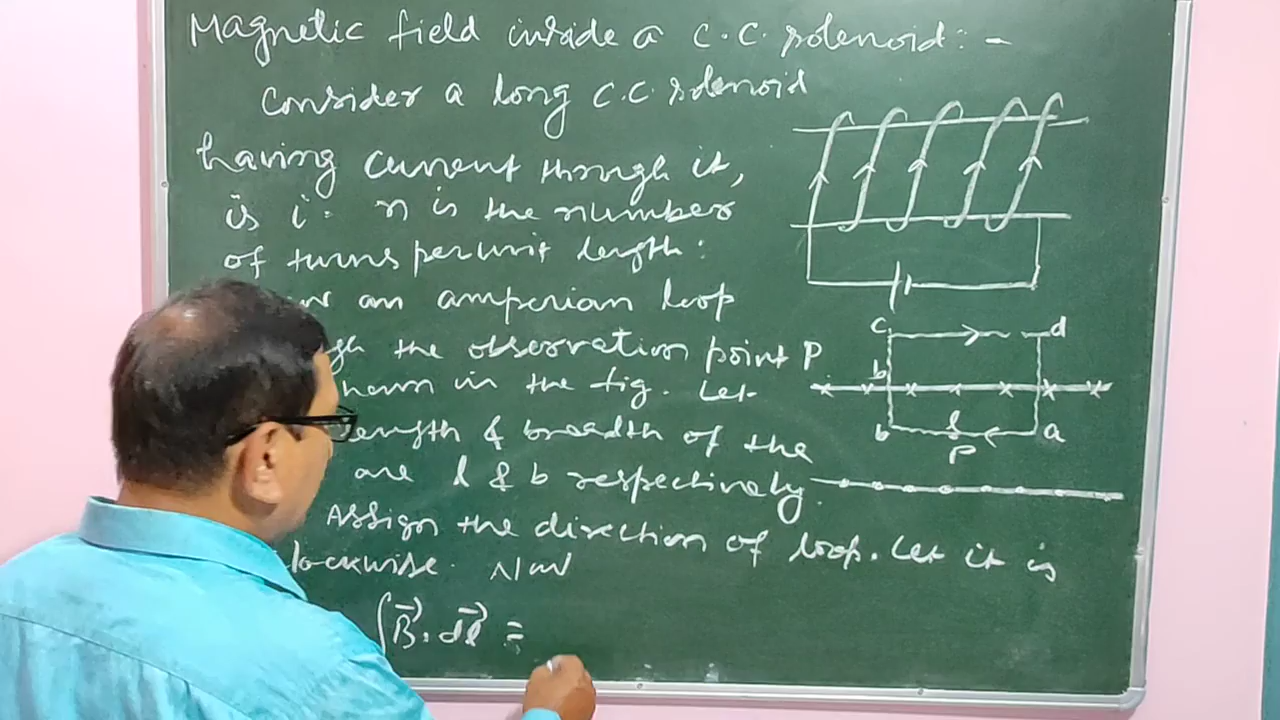 Magnetic field inside a c.c. solenoid: -
Consider a long c.c solenoid
having current through it,
is i. n is the number
of turns per unit length.
an amperian loop
the observation point P
in the fig. Let
length & breadth of the
are l & b respectively.
Assign the direction of loop. Let it is
lockwise. Now
∫B⃗. dl⃗ =
c d
b
l
b a
P